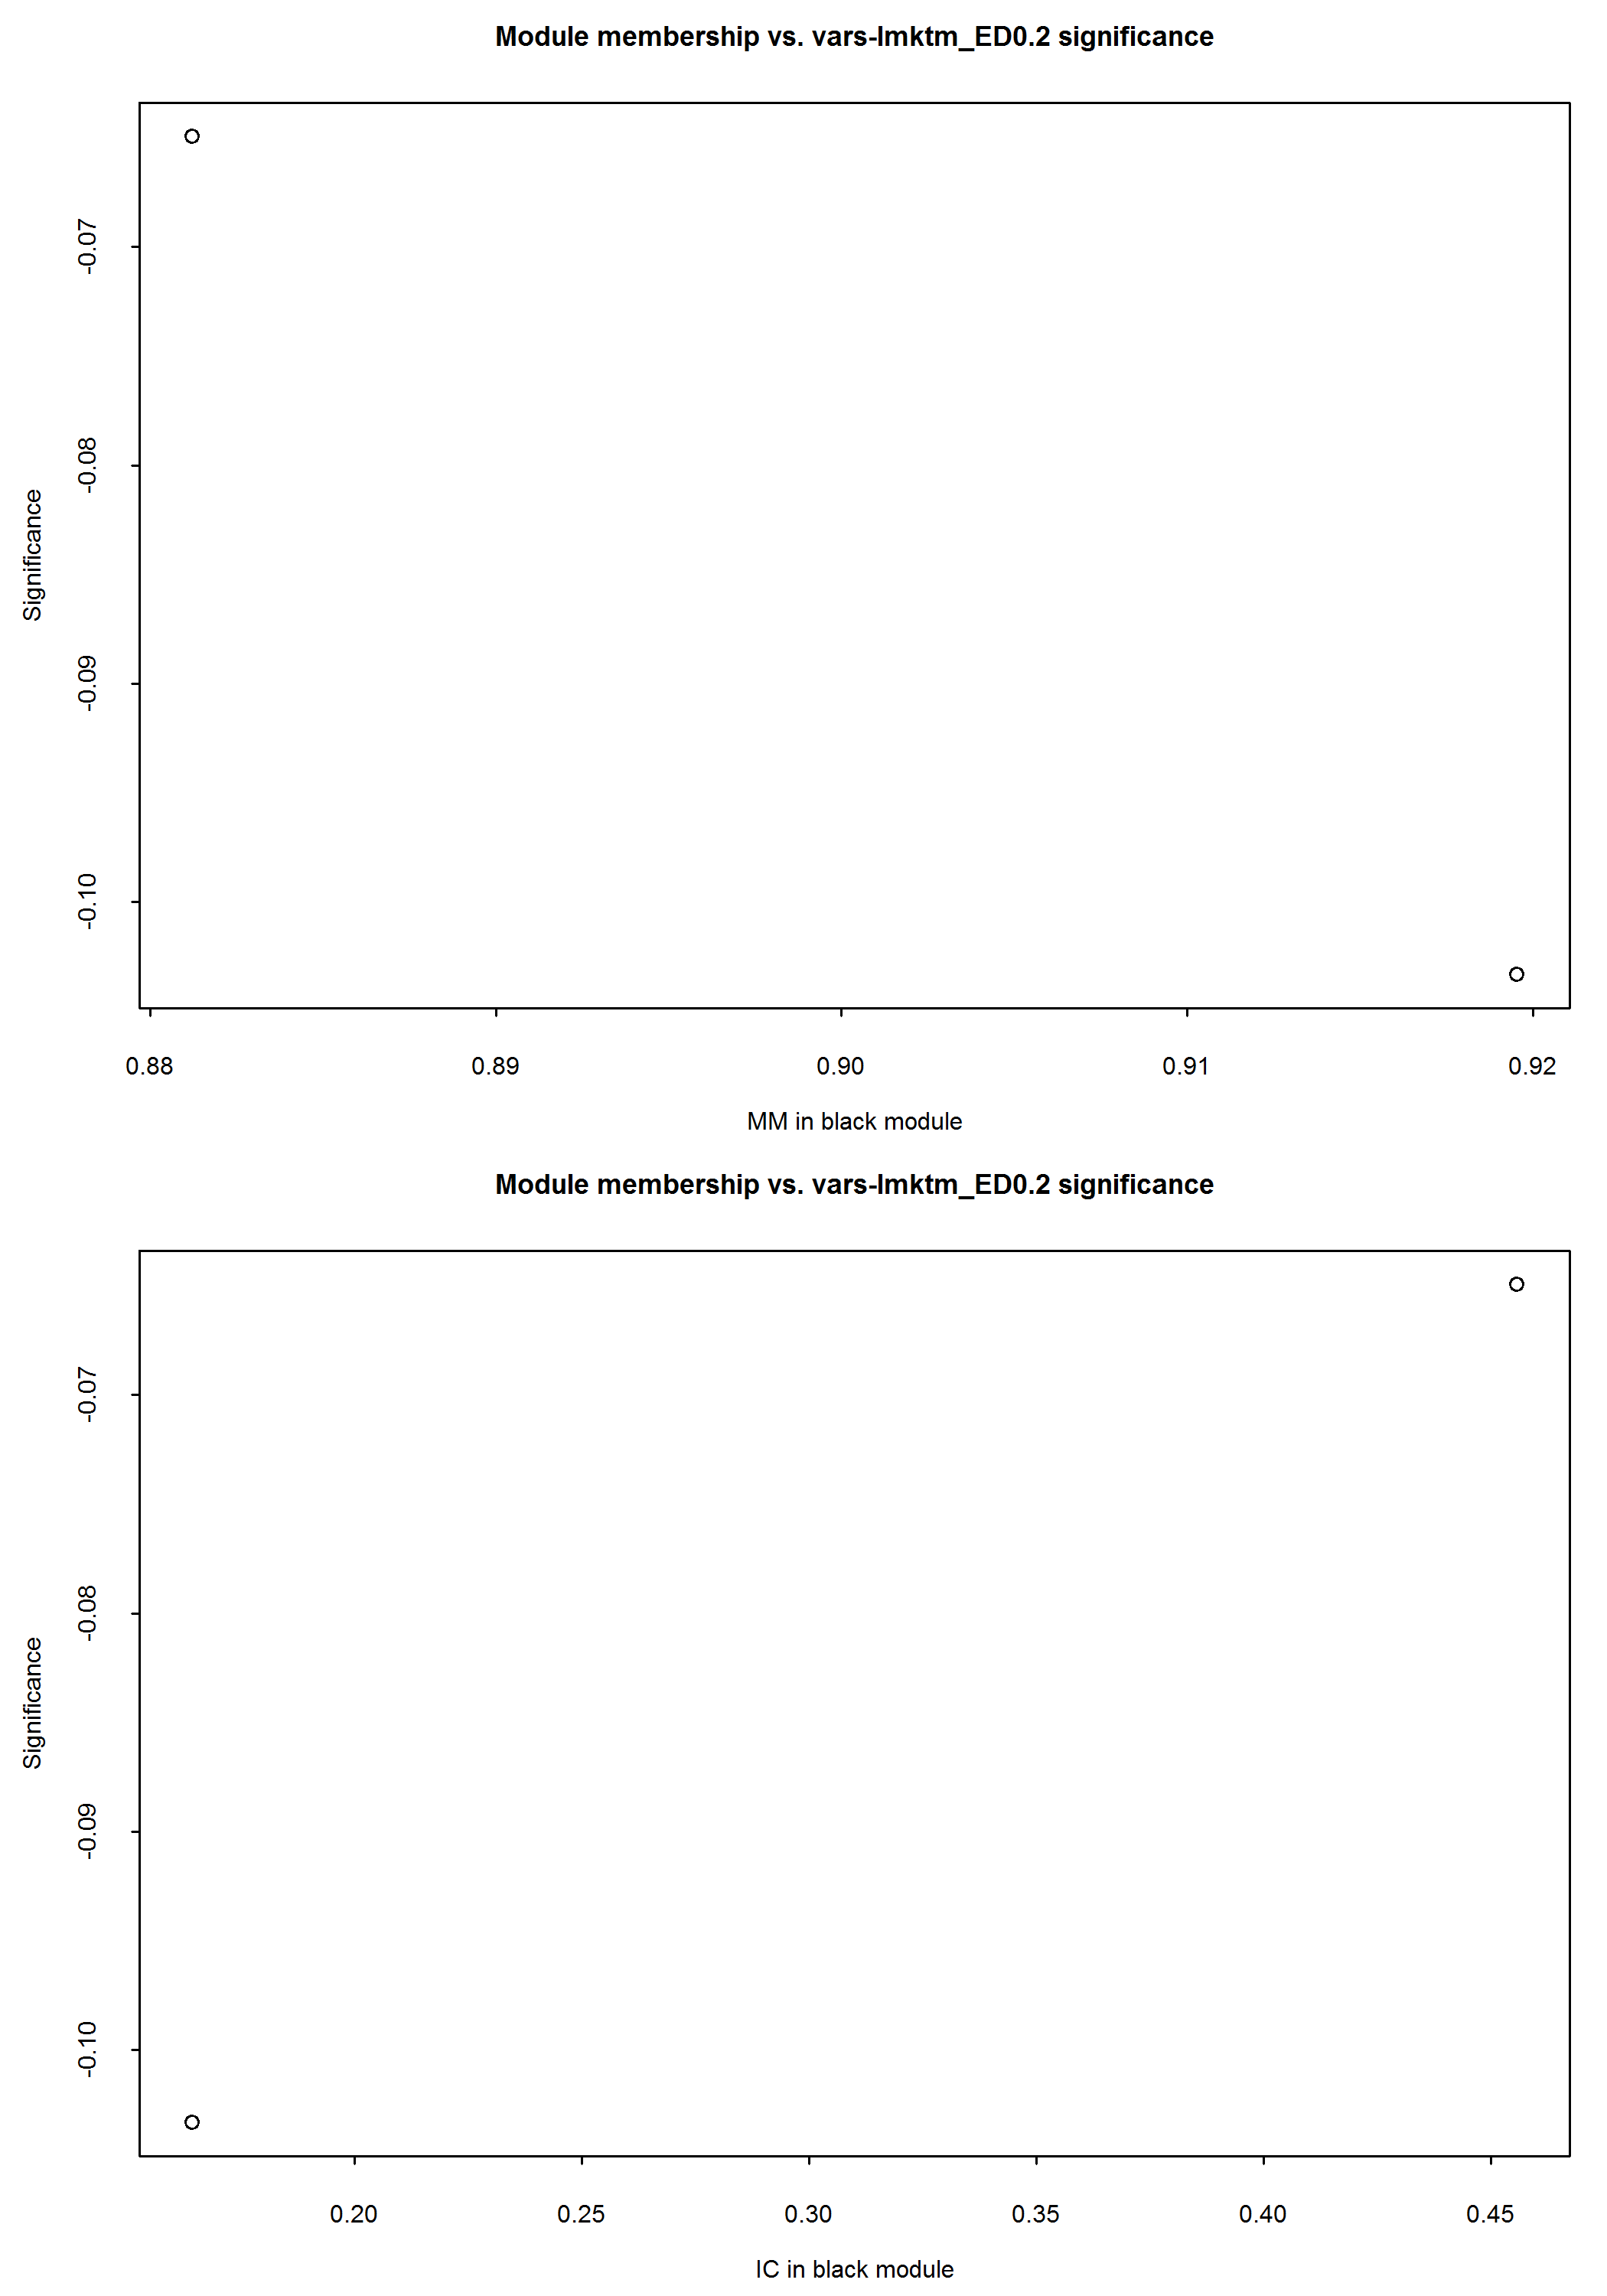 Module membership vs. vars-lmktm_ED0.2 significance
-0.07
-0.08
-0.09
-0.10
Significance
0.88 0.89 0.90 0.91 0.92
MM in black module
Module membership vs. vars-lmktm_ED0.2 significance
-0.07
-0.08
-0.09
-0.10
Significance
0.20 0.25 0.30 0.35 0.40 0.45
IC in black module